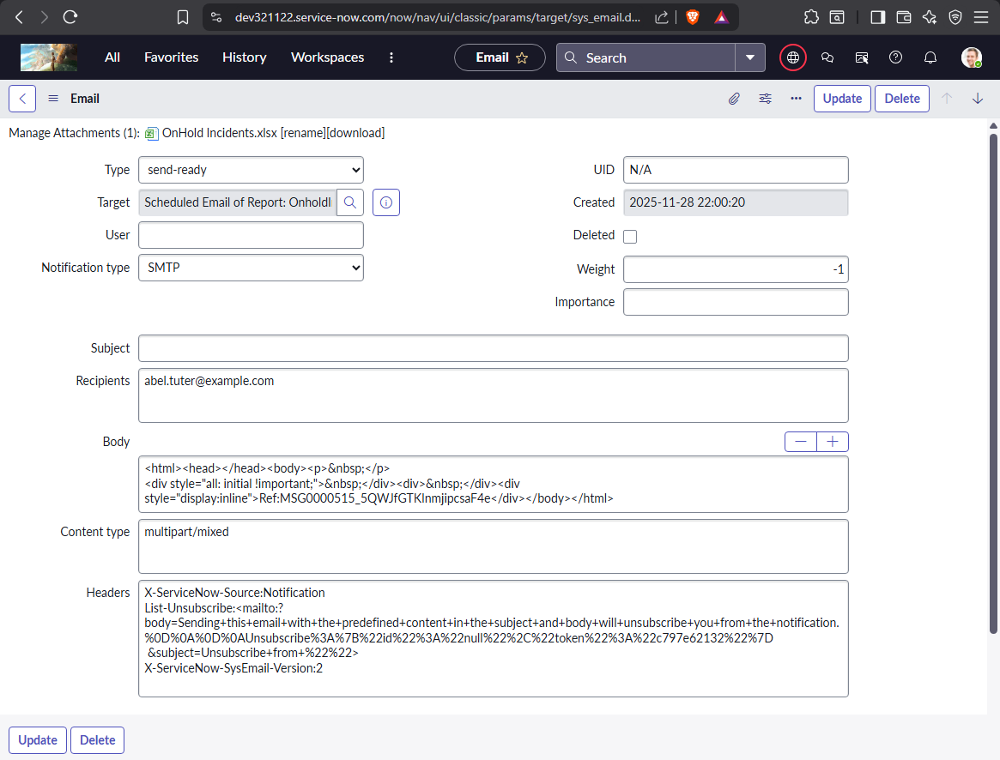 dev321122.service-now.com/now/nav/ui/classic/params/target/sys_email.d...
All Favorites History Workspaces Email Search
Email Update Delete
Manage Attachments (1): OnHold Incidents.xlsx [rename][download]
Type send-ready UID N/A
Target Scheduled Email of Report: OnholdI Created 2025-11-28 22:00:20
User Deleted
Notification type SMTP Weight -1
Importance
Subject
Recipients abel.tuter@example.com
Body
<html><head></head><body><p>&nbsp;</p>
<div style="all: initial !important;">&nbsp;</div><div>&nbsp;</div><div
style="display:inline">Ref:MSG0000515_5QWJfGTKlnmjipcsaF4e</div></body></html>
Content type multipart/mixed
Headers X-ServiceNow-Source:Notification
List-Unsubscribe:<mailto:?
body=Sending+this+email+with+the+predefined+content+in+the+subject+and+body+will+unsubscribe+you+from+the+notification.
%0D%0A%0D%0AUnsubscribe%3A%7B%22id%22%3A%22null%22%2C%22token%22%3A%22c797e62132%22%7D
&subject=Unsubscribe+from+%22%22>
X-ServiceNow-SysEmail-Version:2
Update Delete